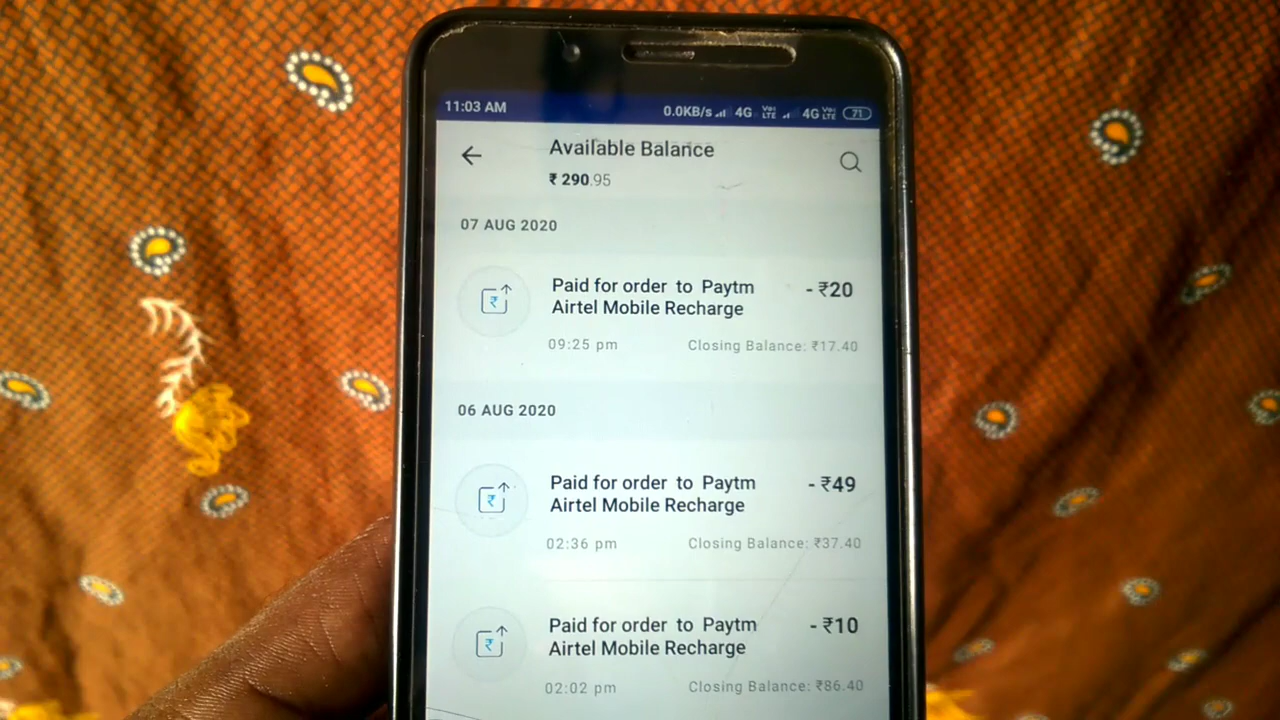 11:03 AM 0.0KB/s 4G VoLTE 4G VoLTE 71
Available Balance
₹ 290.95
07 AUG 2020
Paid for order to Paytm - ₹20
Airtel Mobile Recharge
09:25 pm Closing Balance: ₹17.40
06 AUG 2020
Paid for order to Paytm - ₹49
Airtel Mobile Recharge
02:36 pm Closing Balance: ₹37.40
Paid for order to Paytm - ₹10
Airtel Mobile Recharge
02:02 pm Closing Balance: ₹86.40